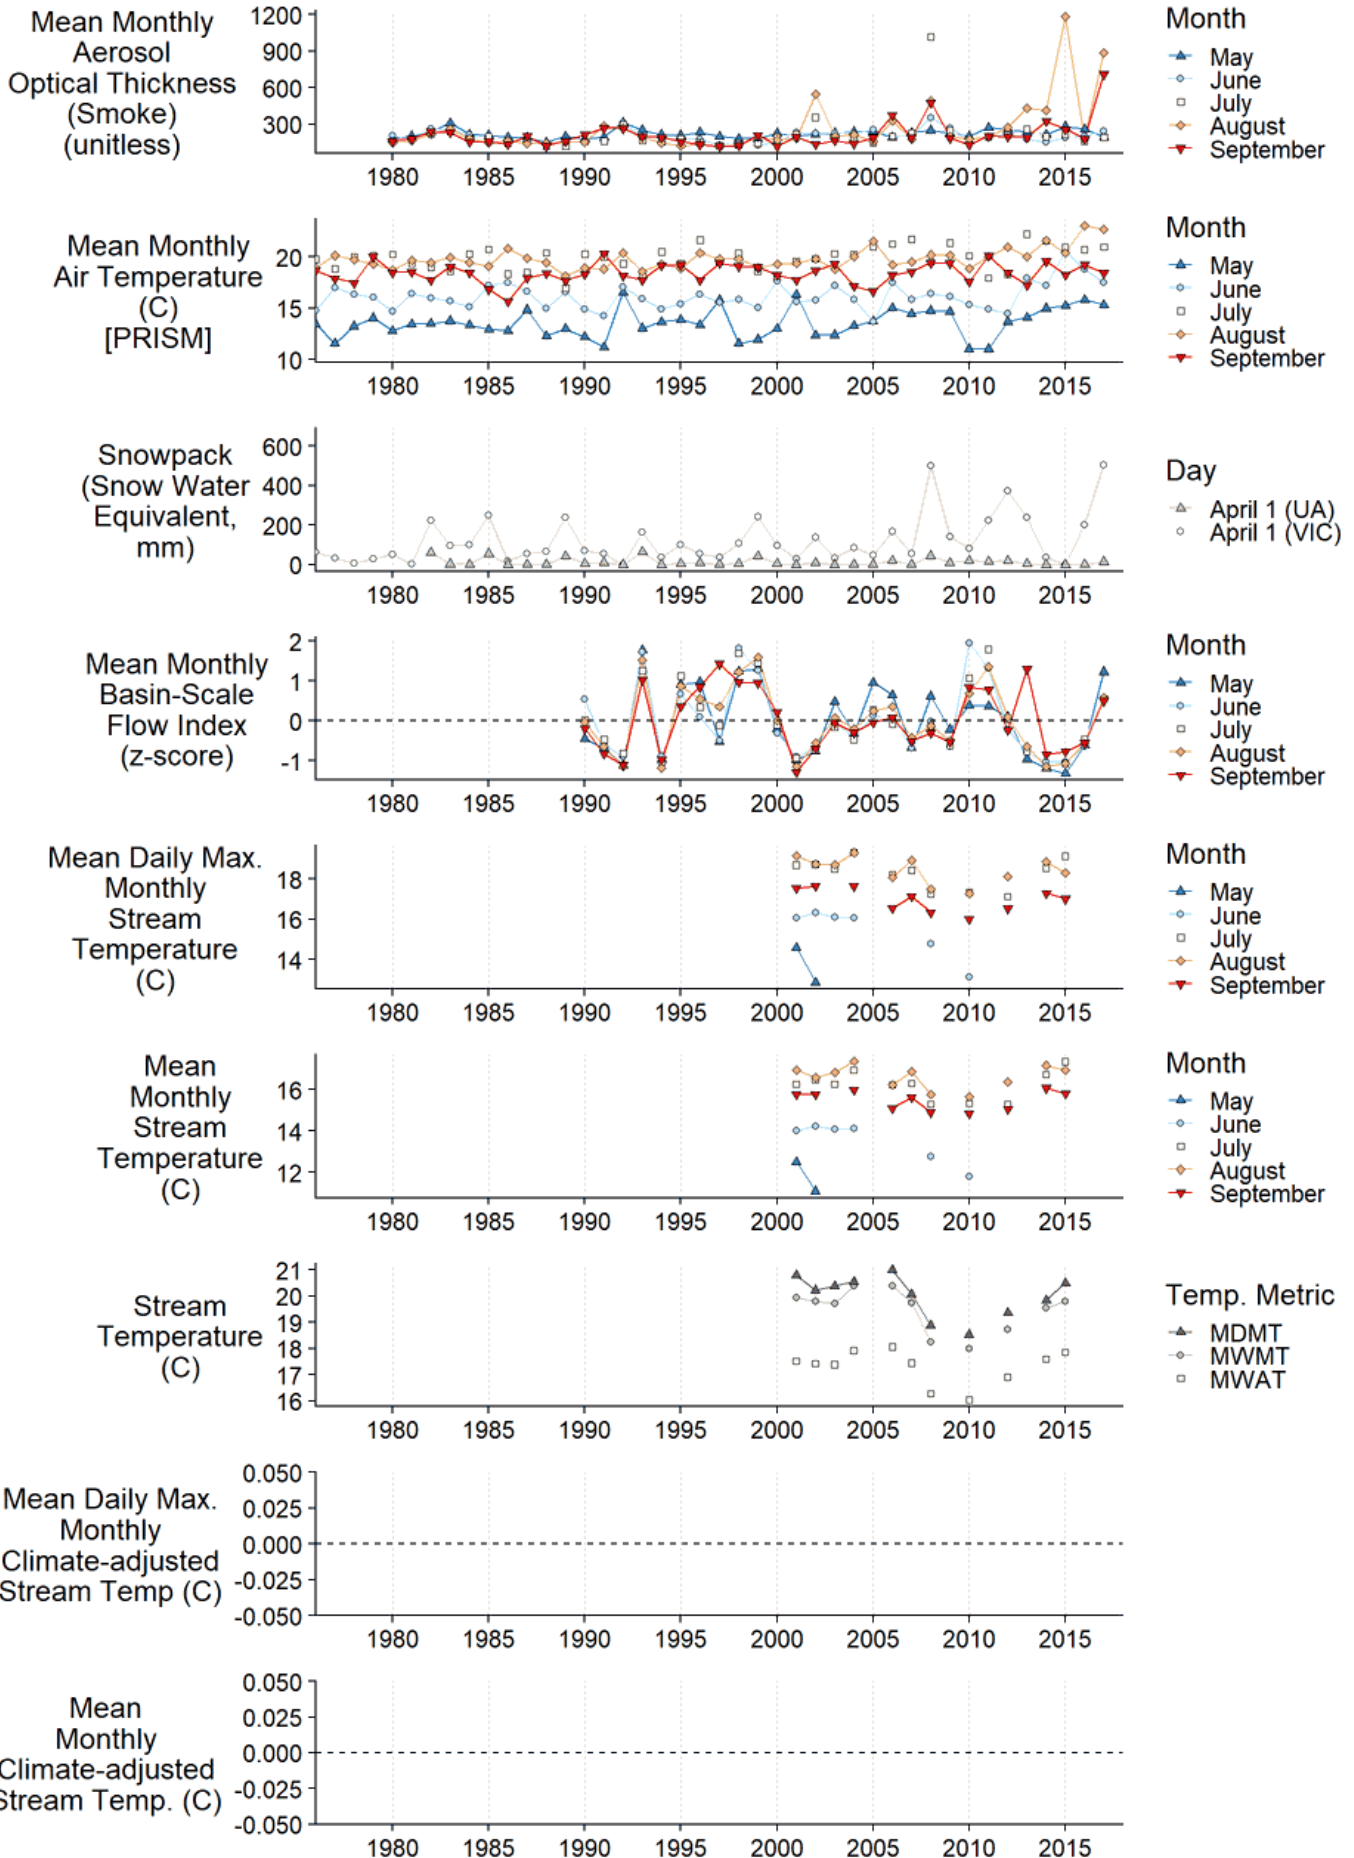 Mean Monthly
Aerosol
Optical Thickness
(Smoke)
(unitless)
1200
900
600
300
1980 1985 1990 1995 2000 2005 2010 2015
Month
May
June
July
August
September
Mean Monthly
Air Temperature
(C)
[PRISM]
20
15
10
1980 1985 1990 1995 2000 2005 2010 2015
Month
May
June
July
August
September
Snowpack
(Snow Water
Equivalent,
mm)
600
400
200
0
1980 1985 1990 1995 2000 2005 2010 2015
Day
April 1 (UA)
April 1 (VIC)
Mean Monthly
Basin-Scale
Flow Index
(z-score)
2
1
0
-1
1980 1985 1990 1995 2000 2005 2010 2015
Month
May
June
July
August
September
Mean Daily Max.
Monthly
Stream
Temperature
(C)
18
16
14
1980 1985 1990 1995 2000 2005 2010 2015
Month
May
June
July
August
September
Mean
Monthly
Stream
Temperature
(C)
16
14
12
1980 1985 1990 1995 2000 2005 2010 2015
Month
May
June
July
August
September
Stream
Temperature
(C)
21
20
19
18
17
16
1980 1985 1990 1995 2000 2005 2010 2015
Temp. Metric
MDMT
MWMT
MWAT
Mean Daily Max.
Monthly
Climate-adjusted
Stream Temp (C)
0.050
0.025
0.000
-0.025
-0.050
1980 1985 1990 1995 2000 2005 2010 2015
Mean
Monthly
Climate-adjusted
Stream Temp. (C)
0.050
0.025
0.000
-0.025
-0.050
1980 1985 1990 1995 2000 2005 2010 2015